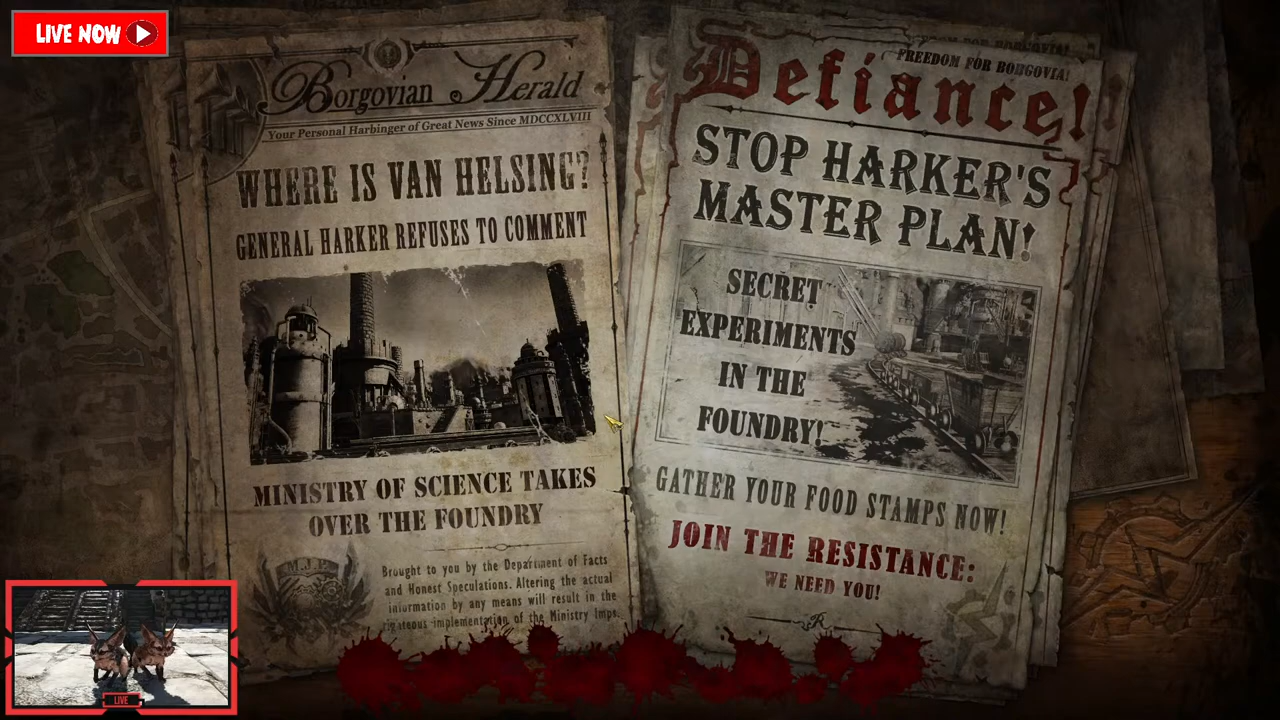 LIVE NOW
Borgovian Herald
Your Personal Harbinger of Great News Since MDCCXLVIII
WHERE IS VAN HELSING?
GENERAL HARKER REFUSES TO COMMENT
MINISTRY OF SCIENCE TAKES
OVER THE FOUNDRY
M.J.P.
Brought to you by the Department of Facts
and Honest Speculations. Altering the actual
information by any means will result in the
righteous implementation of the Ministry Imps.
FREEDOM FOR BORGOVIA!
Defiance!
STOP HARKER'S
MASTER PLAN!
SECRET
EXPERIMENTS
IN THE
FOUNDRY!
GATHER YOUR FOOD STAMPS NOW!
JOIN THE RESISTANCE:
WE NEED YOU!
R
LIVE